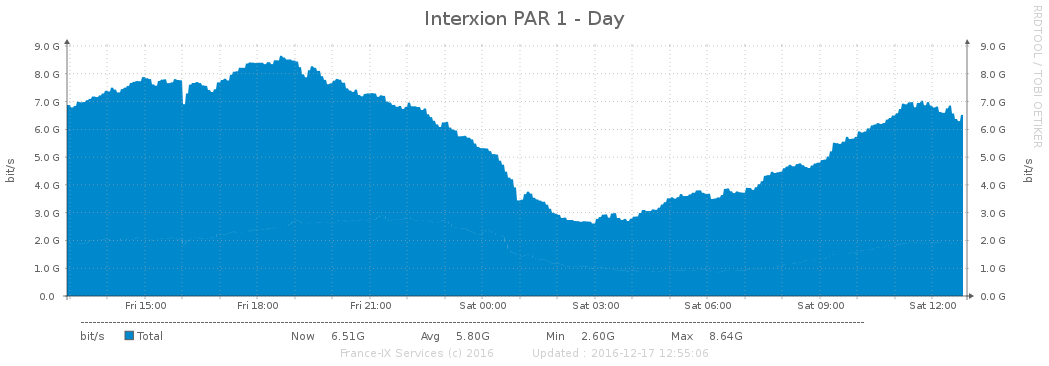 Interxion PAR 1 - Day
RRDTOOL / TOBI OETIKER
9.0 G 9.0 G
8.0 G 8.0 G
7.0 G 7.0 G
6.0 G 6.0 G
5.0 G 5.0 G
4.0 G 4.0 G
3.0 G 3.0 G
2.0 G 2.0 G
1.0 G 1.0 G
0.0 0.0 G
bit/s bit/s
Fri 15:00 Fri 18:00 Fri 21:00 Sat 00:00 Sat 03:00 Sat 06:00 Sat 09:00 Sat 12:00
bit/s Total Now 6.51G Avg 5.80G Min 2.60G Max 8.64G
France-IX Services (c) 2016 Updated : 2016-12-17 12:55:06